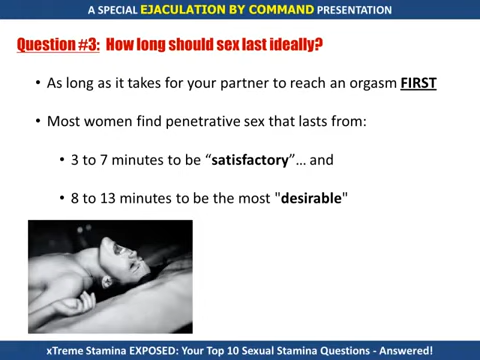 A SPECIAL EJACULATION BY COMMAND PRESENTATION
Question #3: How long should sex last ideally?
• As long as it takes for your partner to reach an orgasm FIRST
• Most women find penetrative sex that lasts from:
• 3 to 7 minutes to be “satisfactory”… and
• 8 to 13 minutes to be the most "desirable"
xTreme Stamina EXPOSED: Your Top 10 Sexual Stamina Questions - Answered!